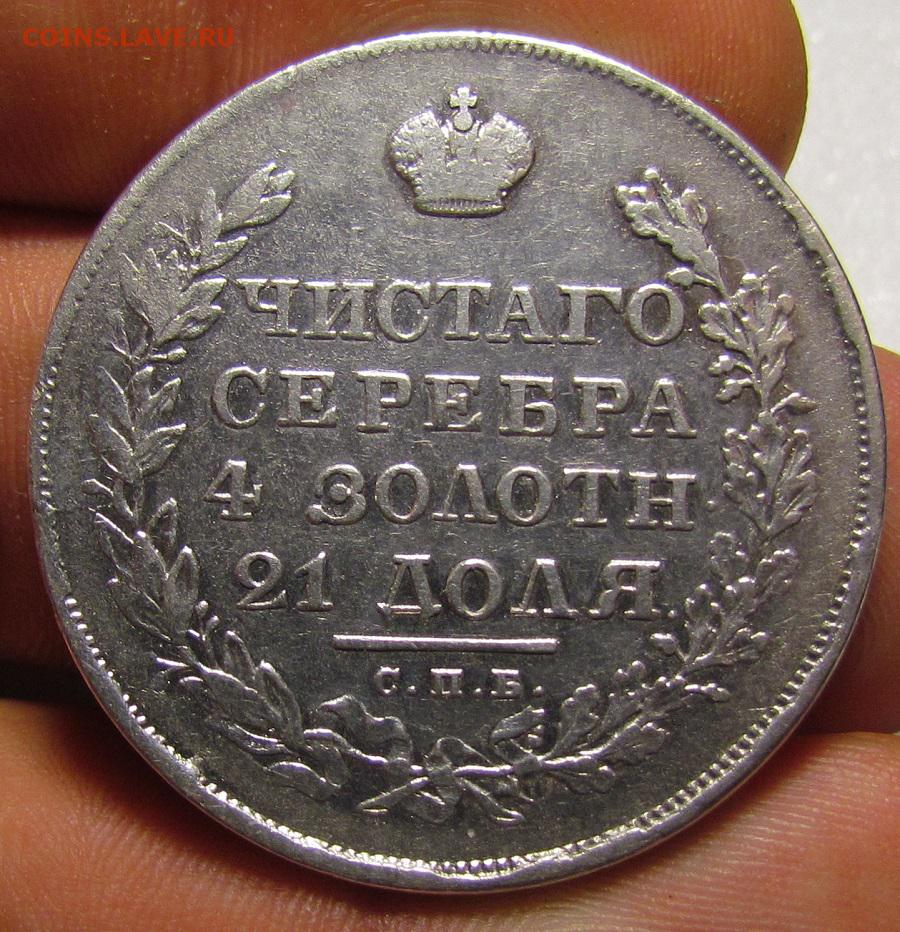 COINS.LAVE.RU
ЧИСТАГО
СЕРЕБРА
4 ЗОЛОТН
21 ДОЛЯ.
С.П.Б.